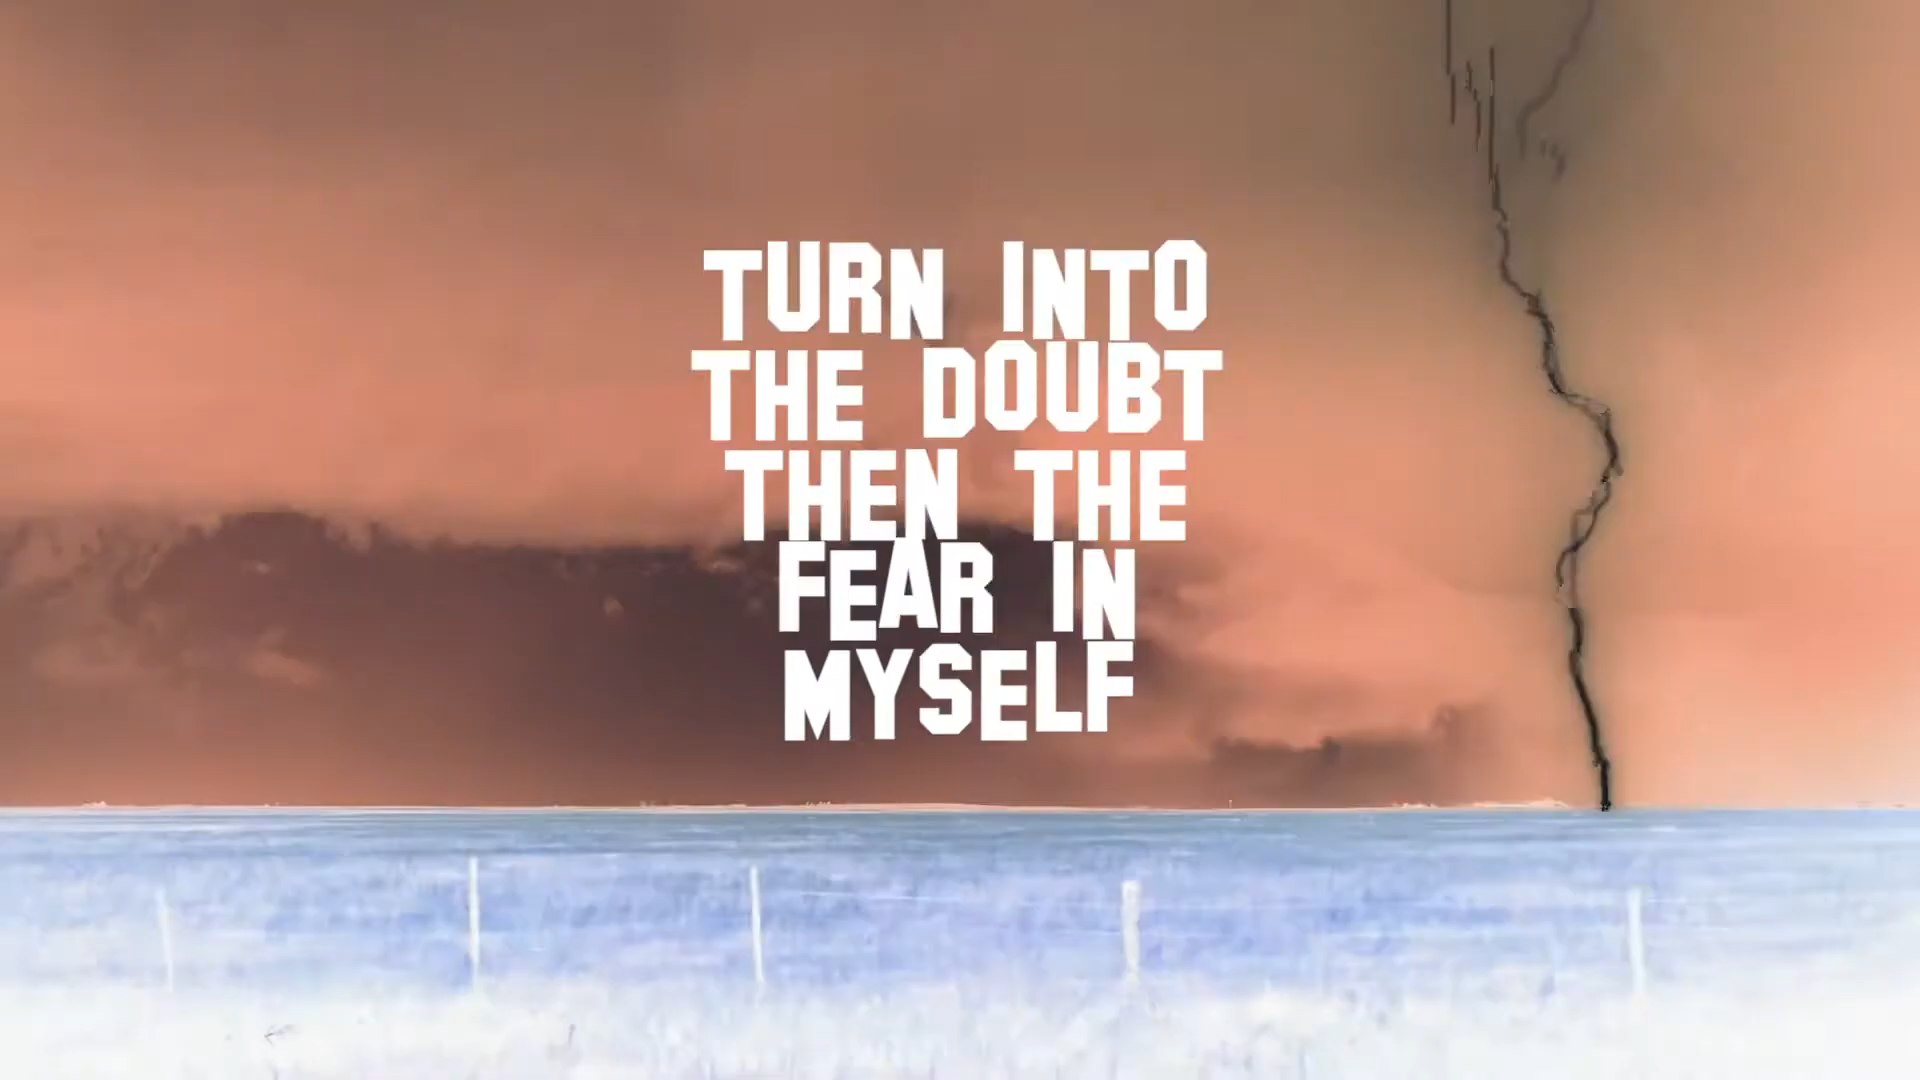 TURN INTO
THE DOUBT
THEN THE
FEAR IN
MYSELF